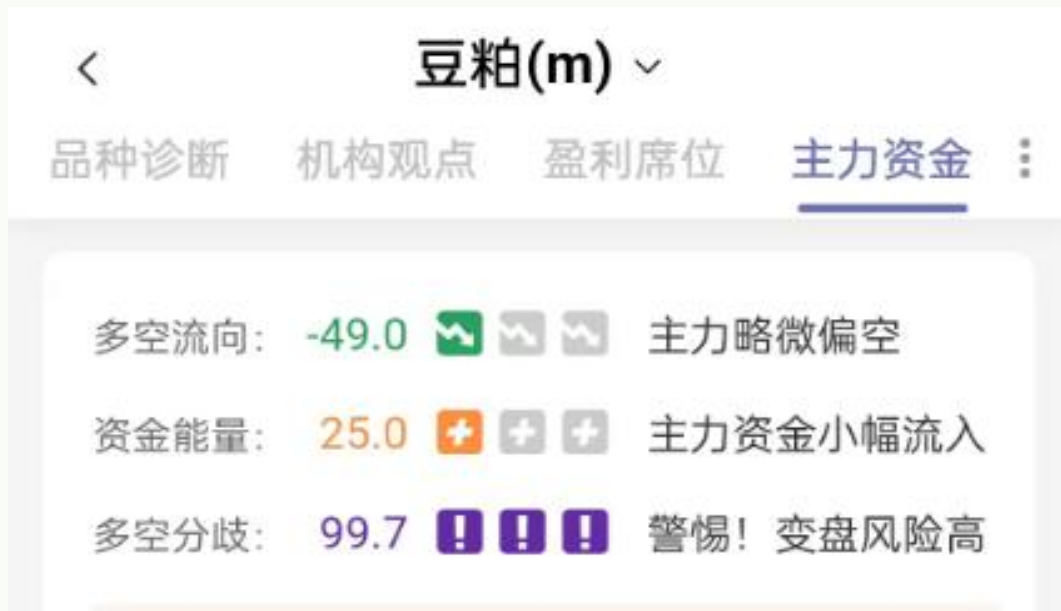 豆粕(m)
品种诊断 机构观点 盈利席位 主力资金
多空流向: -49.0 主力略微偏空
资金能量: 25.0 主力资金小幅流入
多空分歧: 99.7 警惕！变盘风险高